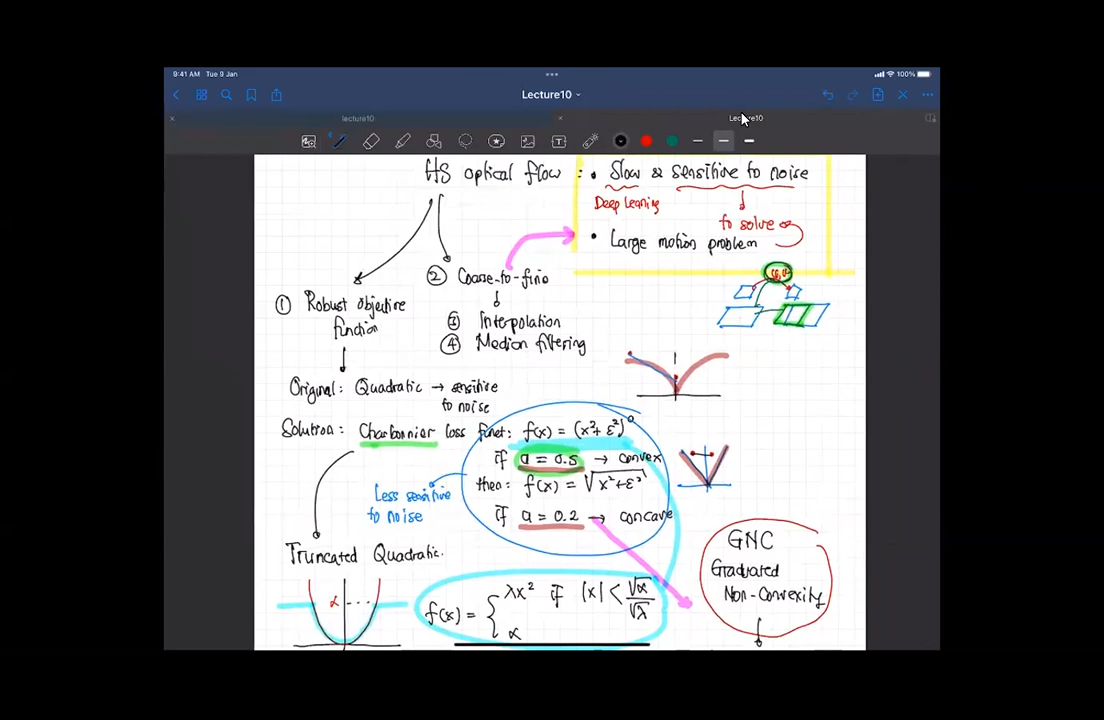 9:41 AM Tue 9 Jan
100%
Lecture10
lecture10
Lecture10
HS optical flow :
• Slow & sensitive to noise
Deep Learning
to solve
• Large motion problem
② Coarse-to-fine
① Robust objective
function
③ Interpolation
④ Median filtering
Original: Quadratic → sensitive
to noise
Solution: Charbonnier loss funct: f(x) = (x² + ε²)ᵅ
if a = 0.5 → convex
then: f(x) = √x²+ε²
Less sensitive
to noise
if a = 0.2 → concave
Truncated Quadratic.
GNC
Graduated
Non-Convexity
α
f(x) = { λx² if |x| < √α/√λ
α